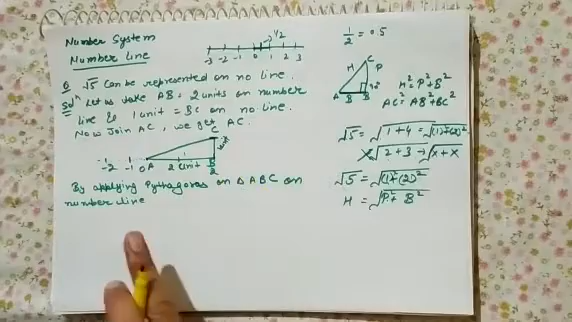 Number System
Number Line
1/2
-3 -2 -1 0 1 2 3
Q √5 Can be represented on no line.
Solⁿ Let us take AB = 2 units on number
line & 1 unit = BC on no line.
Now Join AC, we get AC.
C
-2 -1 0 A 2 unit B
1
2
By applying Pythagoras on △ABC on
number line
1/2 = 0.5
C
H P
A B B
H² = P² + B²
AC² = AB² + BC²
√5 = √1+4 = √(1)²+(2)²
× √2+3 → √x+x
√5 = √(1)²+(2)²
H = √P²+B²